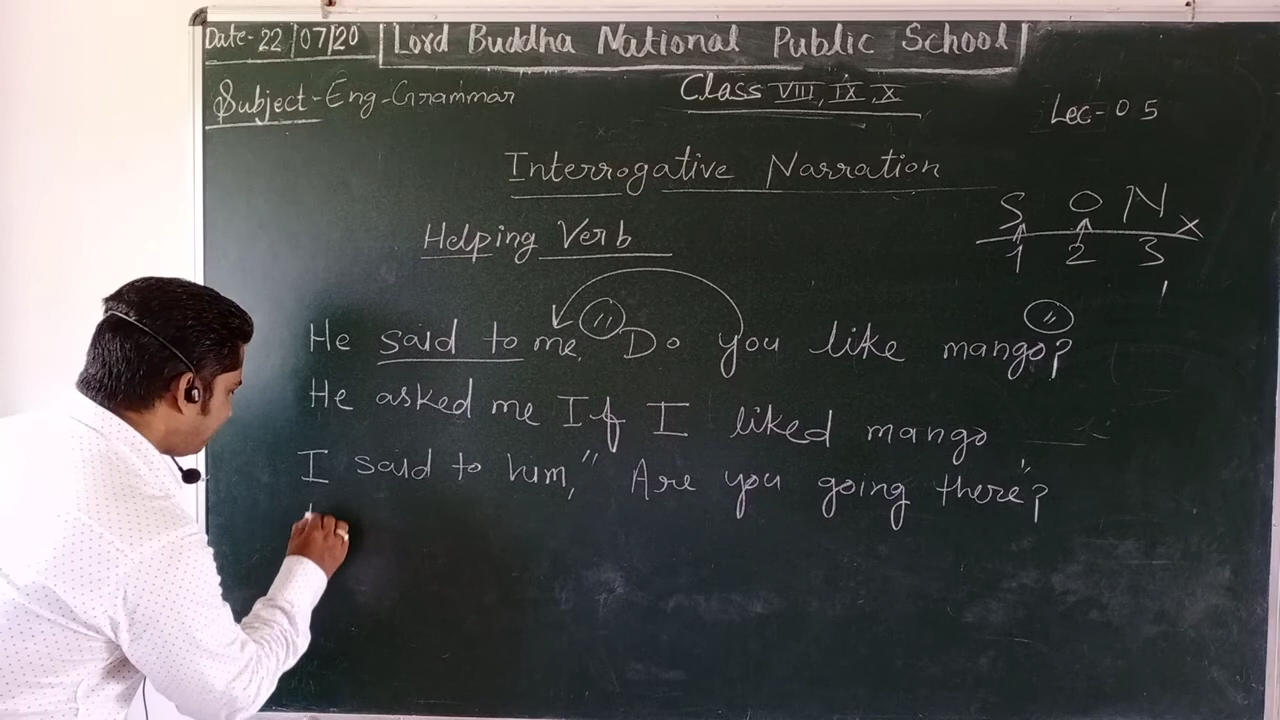 Date-22/07/20 Lord Buddha National Public School
Subject-Eng-Grammar Class VIII, IX, X Lec-05
Interrogative Narration
S O N x
1 2 3
Helping Verb
He said to me, " Do you like mango?"
He asked me If I liked mango
I said to him, " Are you going there"?